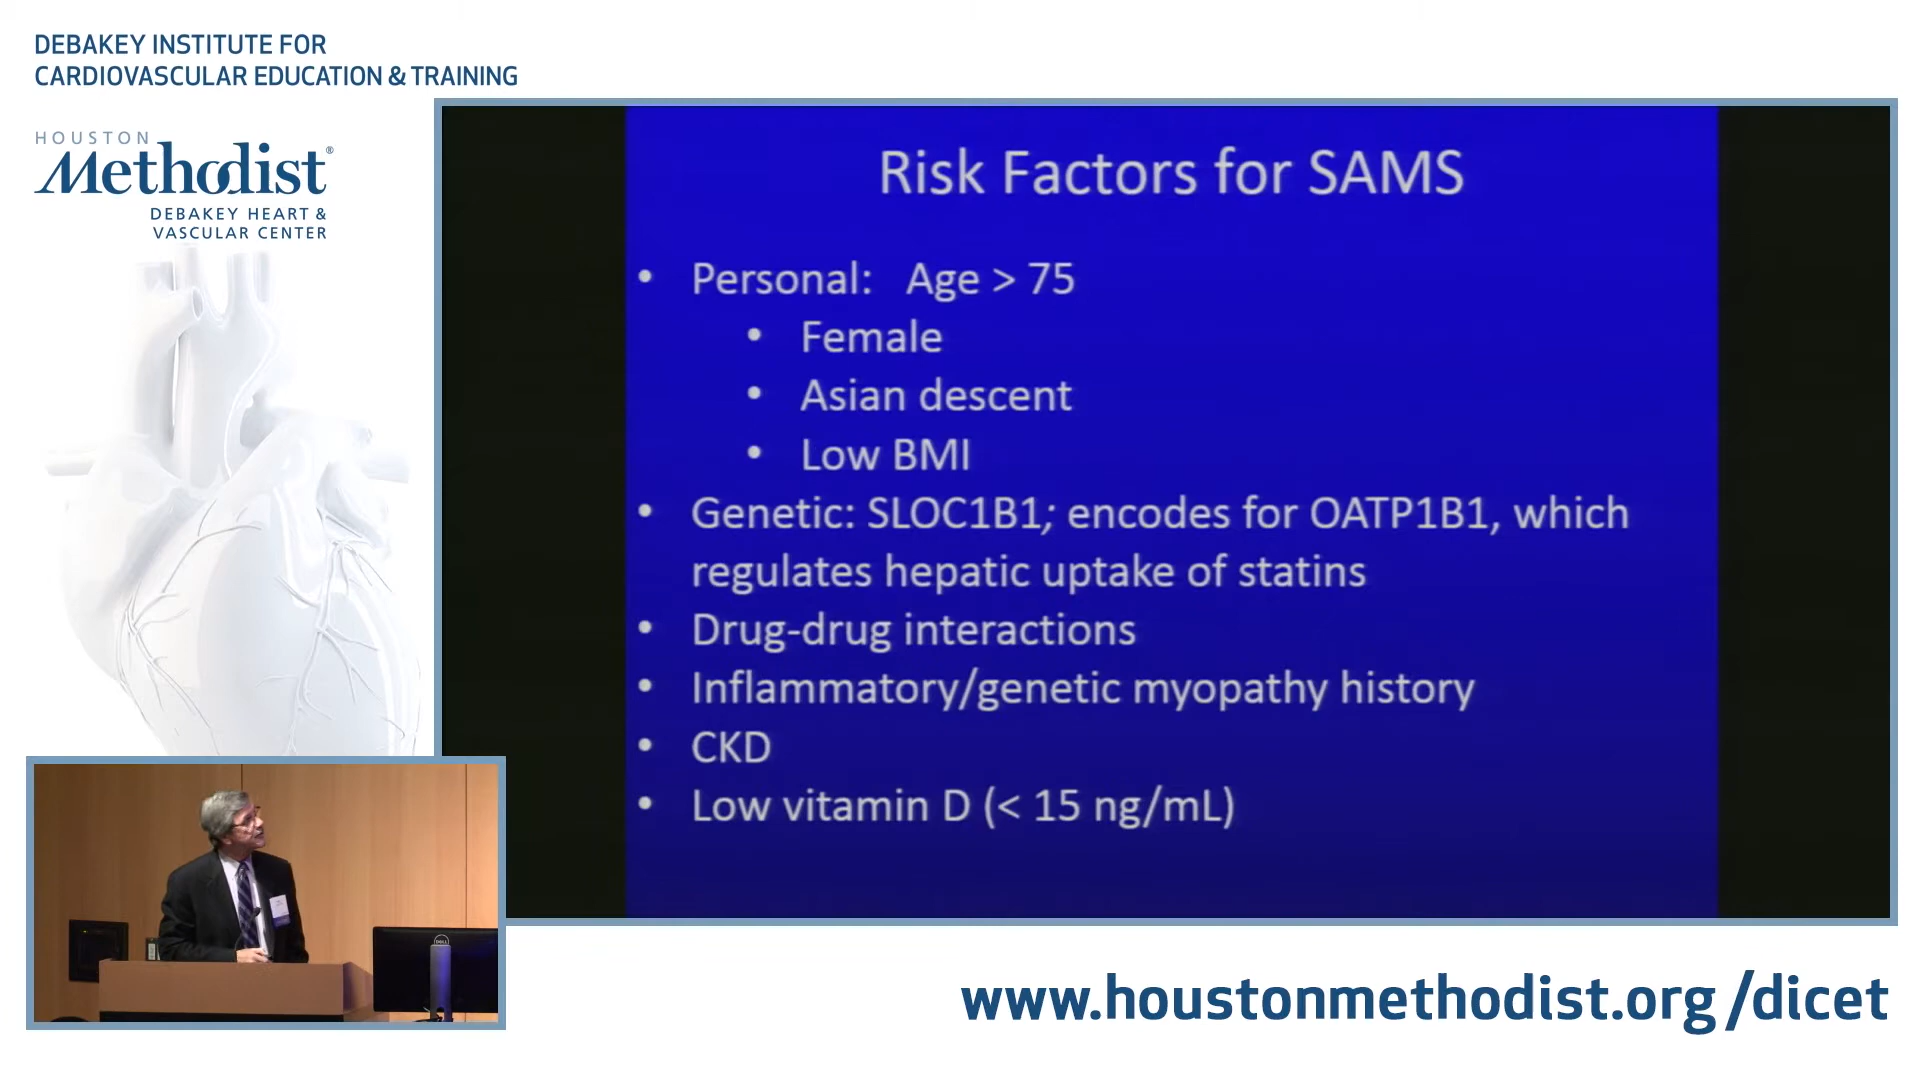 DEBAKEY INSTITUTE FOR
CARDIOVASCULAR EDUCATION & TRAINING
HOUSTON
Methodist®
DEBAKEY HEART &
VASCULAR CENTER
Risk Factors for SAMS
• Personal: Age > 75
• Female
• Asian descent
• Low BMI
• Genetic: SLOC1B1; encodes for OATP1B1, which
regulates hepatic uptake of statins
• Drug-drug interactions
• Inflammatory/genetic myopathy history
• CKD
• Low vitamin D (< 15 ng/mL)
DELL
www.houstonmethodist.org/dicet